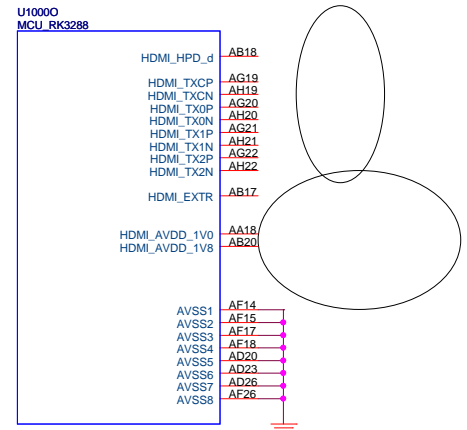 U1000O
MCU_RK3288
HDMI_HPD_d AB18
HDMI_TXCP AG19
HDMI_TXCN AH19
HDMI_TX0P AG20
HDMI_TX0N AH20
HDMI_TX1P AG21
HDMI_TX1N AH21
HDMI_TX2P AG22
HDMI_TX2N AH22
HDMI_EXTR AB17
HDMI_AVDD_1V0 AA18
HDMI_AVDD_1V8 AB20
AVSS1 AF14
AVSS2 AF15
AVSS3 AF17
AVSS4 AF18
AVSS5 AD20
AVSS6 AD23
AVSS7 AD26
AVSS8 AF26